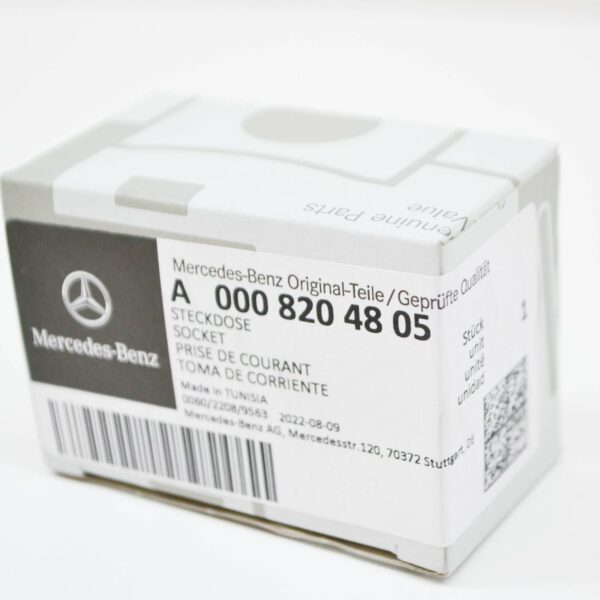 enuine Parts
Value
Mercedes-Benz
Mercedes-Benz Original-Teile/Geprüfte Qualität
A 000 820 48 05
STECKDOSE
SOCKET
PRISE DE COURANT
TOMA DE CORRIENTE
Made in TUNISIA
0060/2208/9563 2022-08-09
Mercedes-Benz AG, Mercedesstr.120, 70372 Stuttgart, DE
Stück 1
unit
unité
unidad